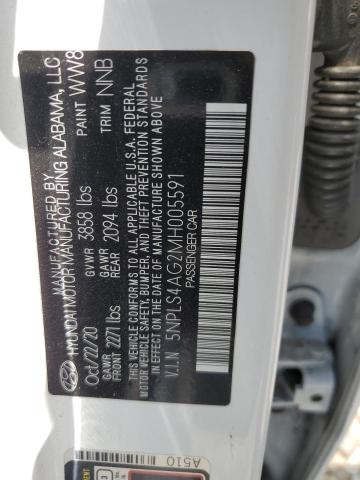 MANUFACTURED BY
HYUNDAI MOTOR MANUFACTURING ALABAMA, LLC
Oct/22/20 GVWR 3858 lbs PAINT WW8
GAWR FRONT 2271 lbs GAWR REAR 2094 lbs TRIM NNB
THIS VEHICLE CONFORMS TO ALL APPLICABLE U.S.A. FEDERAL
MOTOR VEHICLE SAFETY, BUMPER, AND THEFT PREVENTION STANDARDS
IN EFFECT ON THE DATE OF MANUFACTURE SHOWN ABOVE.
V.I.N 5NPLS4AG2MH005591
PASSENGER CAR
A510